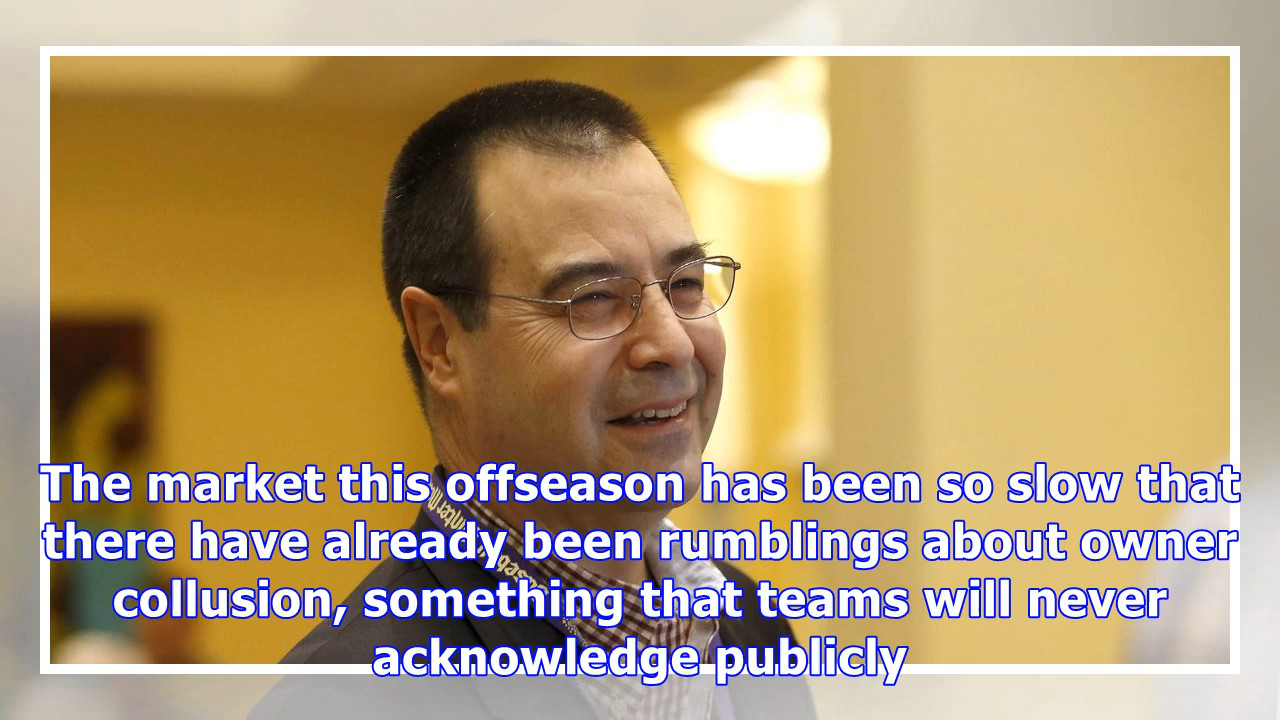 The market this offseason has been so slow that
there have already been rumblings about owner
collusion, something that teams will never
acknowledge publicly